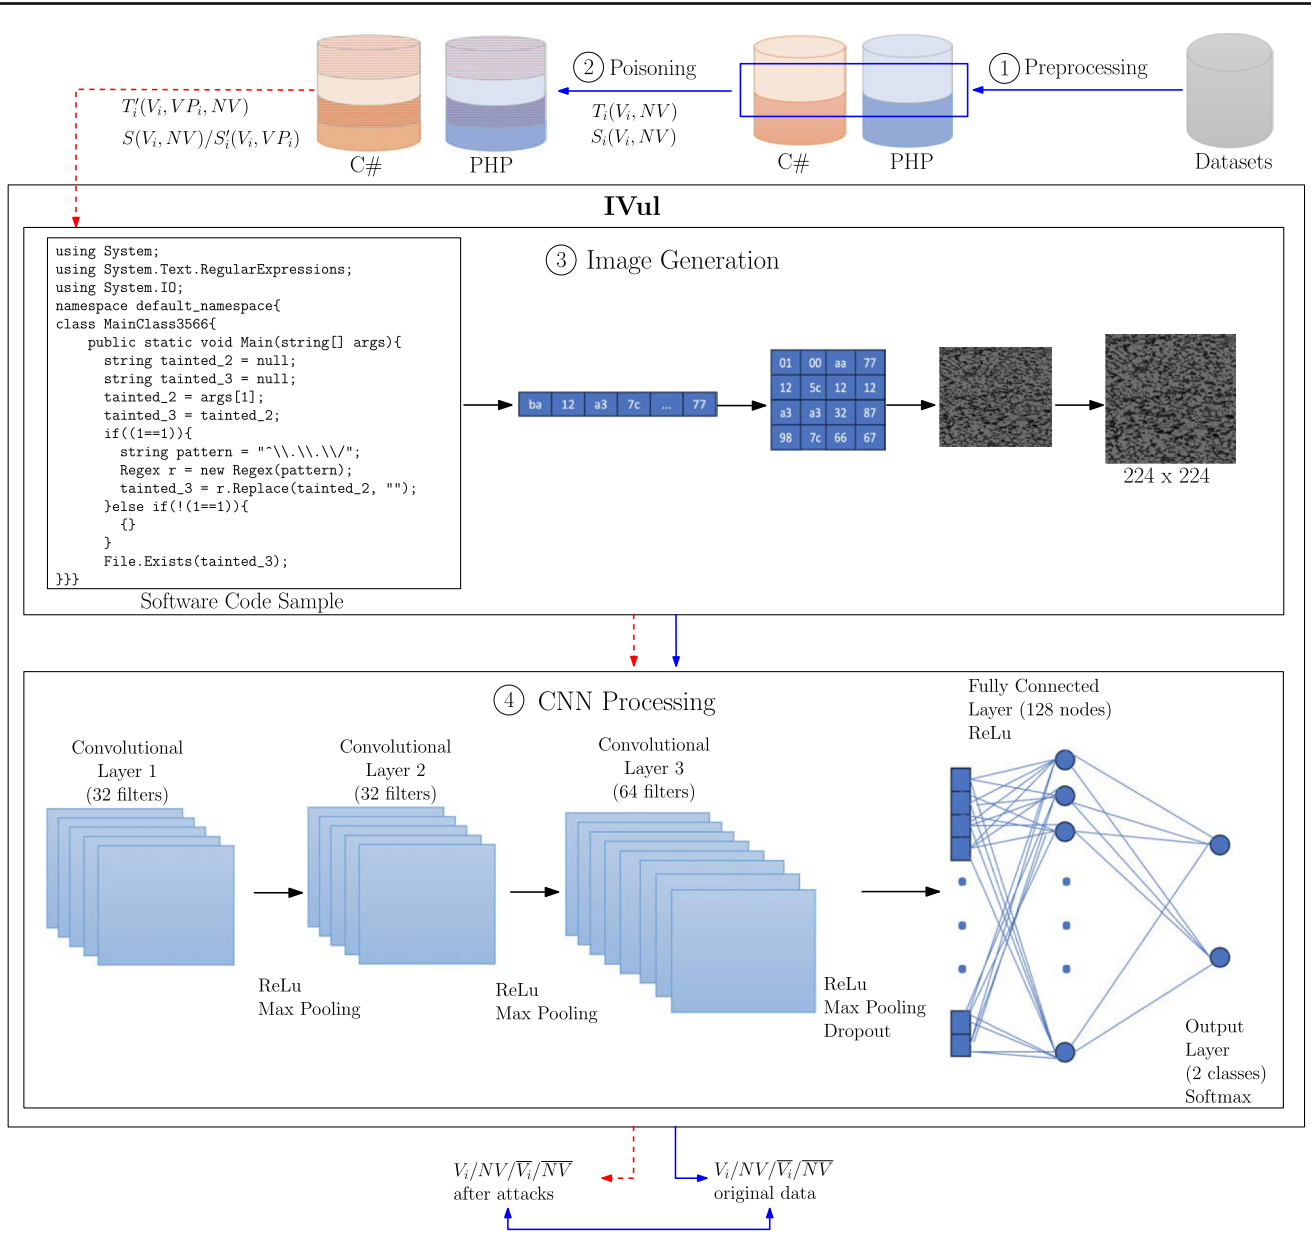 ② Poisoning
① Preprocessing
T′ᵢ(Vᵢ, VPᵢ, NV)
S(Vᵢ, NV)/S′ᵢ(Vᵢ, VPᵢ)
Tᵢ(Vᵢ, NV)
Sᵢ(Vᵢ, NV)
C#
PHP
C#
PHP
Datasets
IVul
③ Image Generation
using System;
using System.Text.RegularExpressions;
using System.IO;
namespace default_namespace{
class MainClass3566{
public static void Main(string[] args){
string tainted_2 = null;
string tainted_3 = null;
tainted_2 = args[1];
tainted_3 = tainted_2;
if((1==1)){
string pattern = "^\\.\\.\\/";
Regex r = new Regex(pattern);
tainted_3 = r.Replace(tainted_2, "");
}else if(!(1==1)){
{}
}
File.Exists(tainted_3);
}}}
Software Code Sample
ba 12 a3 7c ... 77
01 00 aa 77
12 5c 12 12
a3 a3 32 87
98 7c 66 67
224 x 224
④ CNN Processing
Convolutional
Layer 1
(32 filters)
Convolutional
Layer 2
(32 filters)
Convolutional
Layer 3
(64 filters)
Fully Connected
Layer (128 nodes)
ReLu
ReLu
Max Pooling
ReLu
Max Pooling
ReLu
Max Pooling
Dropout
Output
Layer
(2 classes)
Softmax
Vᵢ/NV/V̅ᵢ/N̅V̅
after attacks
Vᵢ/NV/V̅ᵢ/N̅V̅
original data